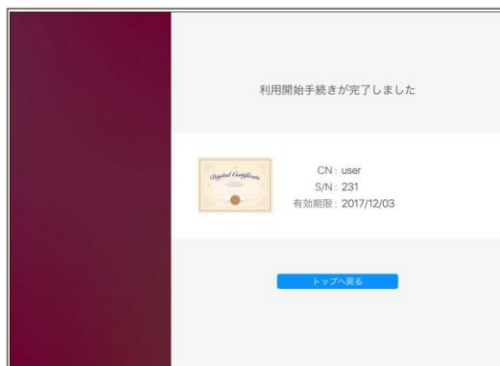 利用開始手続きが完了しました
Digital Certificate
CN : user
S/N : 231
有効期限 : 2017/12/03
トップへ戻る